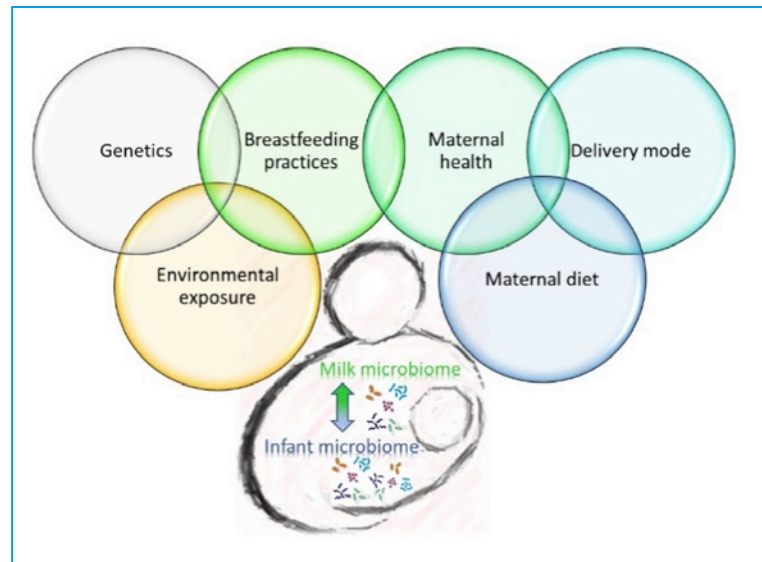 Genetics
Breastfeeding
practices
Maternal
health
Delivery mode
Environmental
exposure
Maternal diet
Milk microbiome
Infant microbiome